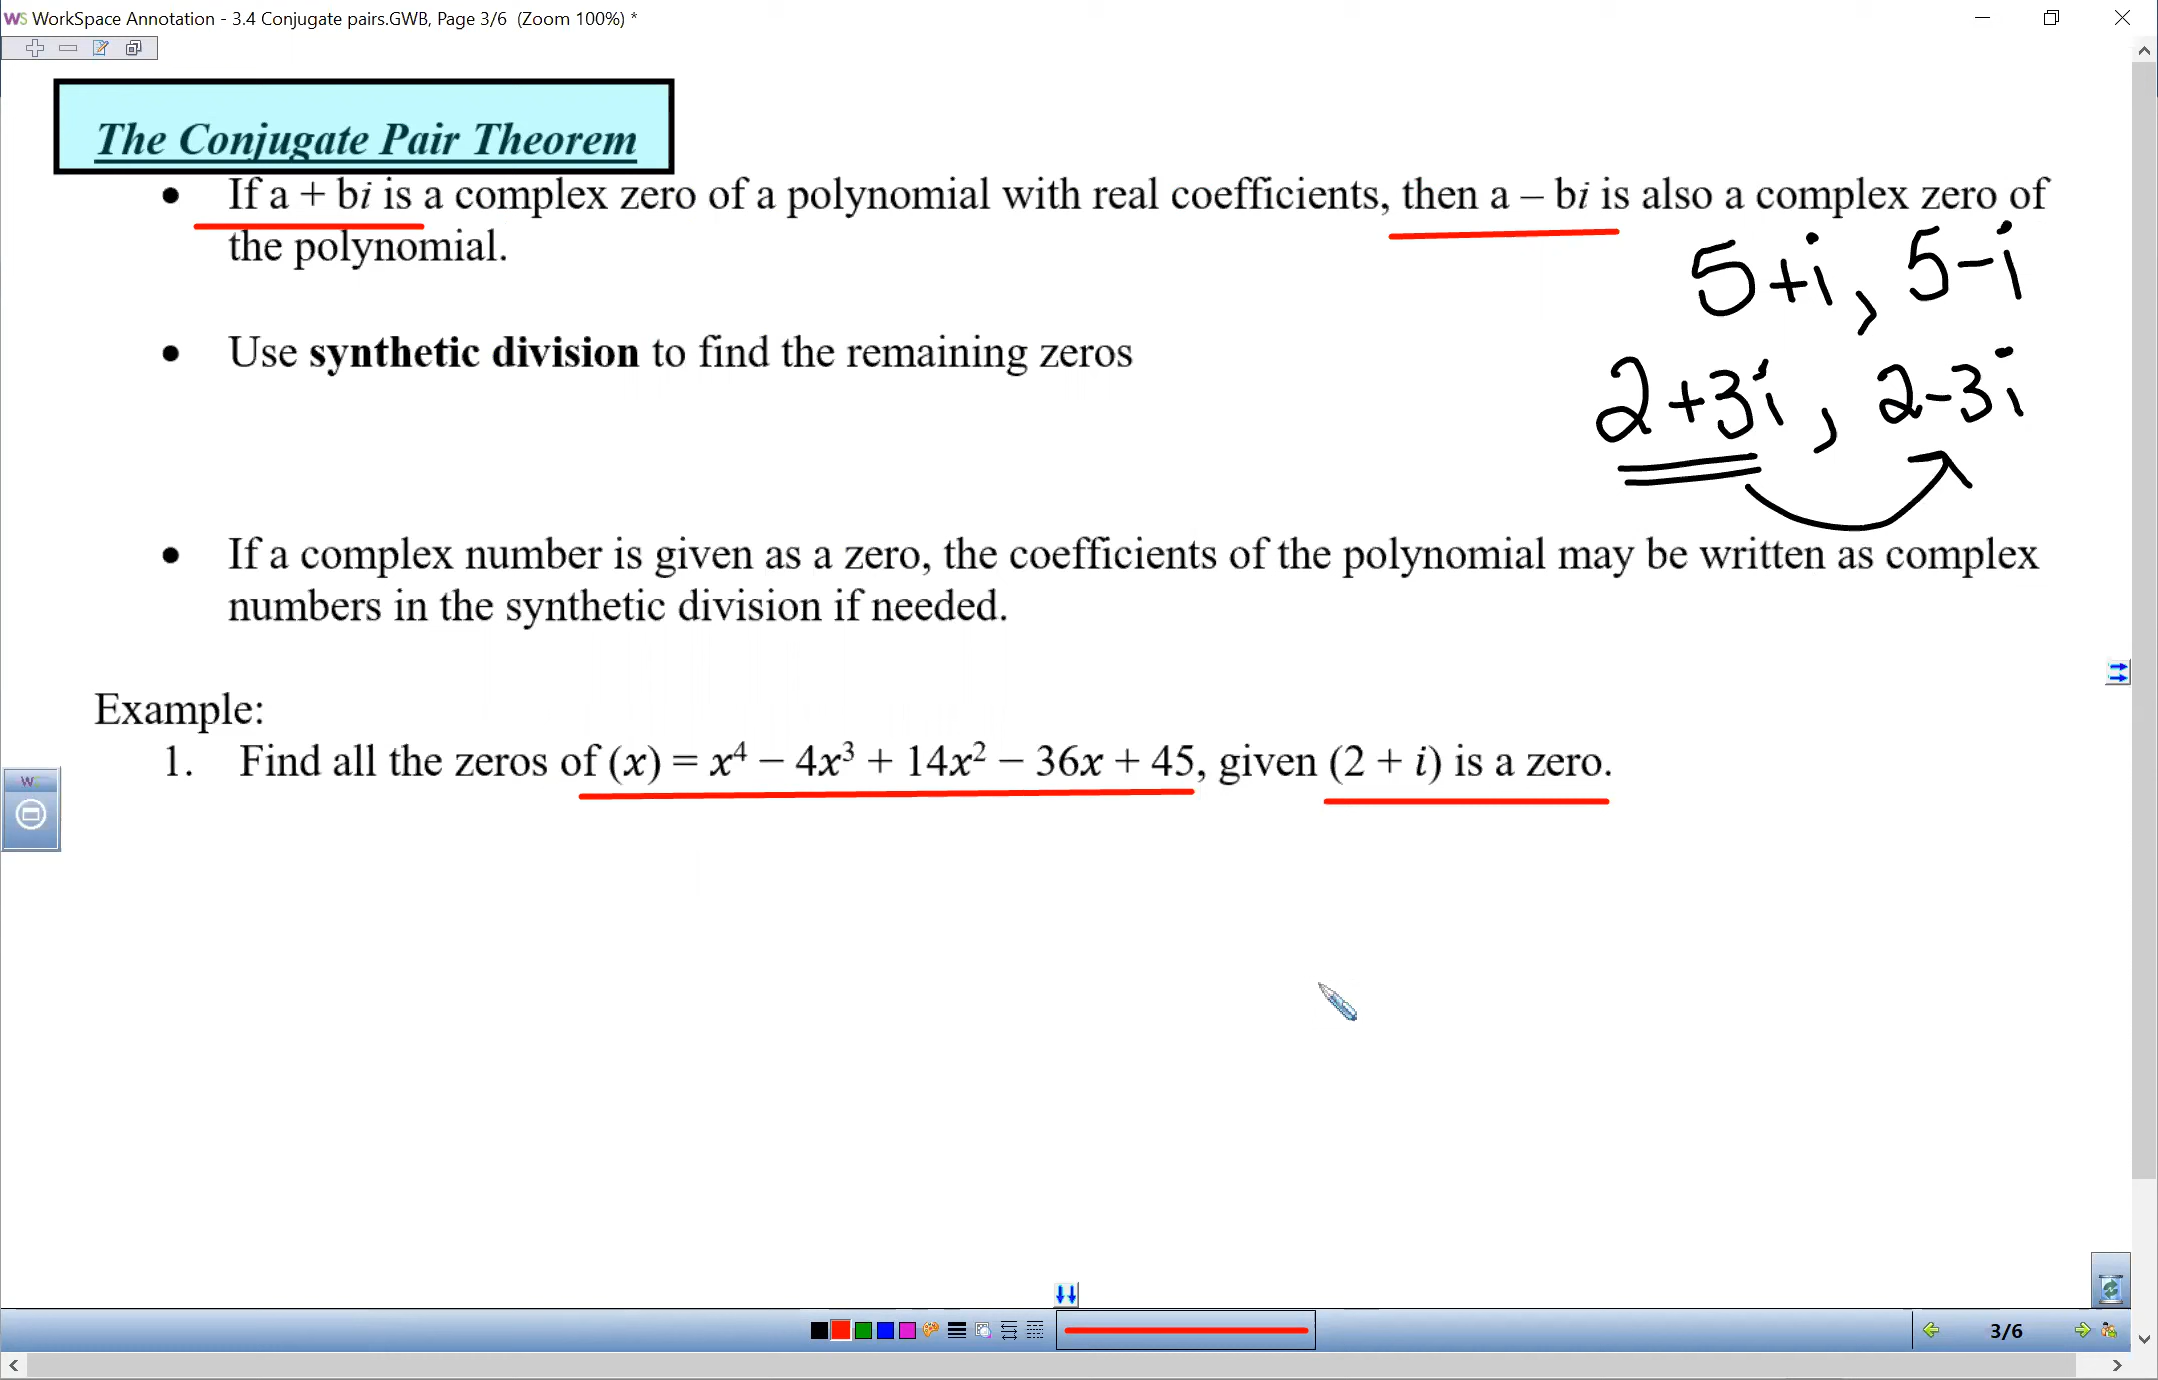 WS WorkSpace Annotation - 3.4 Conjugate pairs.GWB, Page 3/6 (Zoom 100%) *
The Conjugate Pair Theorem
• If a + bi is a complex zero of a polynomial with real coefficients, then a – bi is also a complex zero of
the polynomial.
5+i, 5-i
• Use synthetic division to find the remaining zeros
2+3i, 2-3i
• If a complex number is given as a zero, the coefficients of the polynomial may be written as complex
numbers in the synthetic division if needed.
Example:
1. Find all the zeros of (x) = x⁴ − 4x³ + 14x² − 36x + 45, given (2 + i) is a zero.
WS
3/6